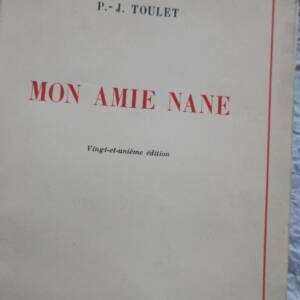 P.-J. TOULET
MON AMIE NANE
Vingt-et-unième édition